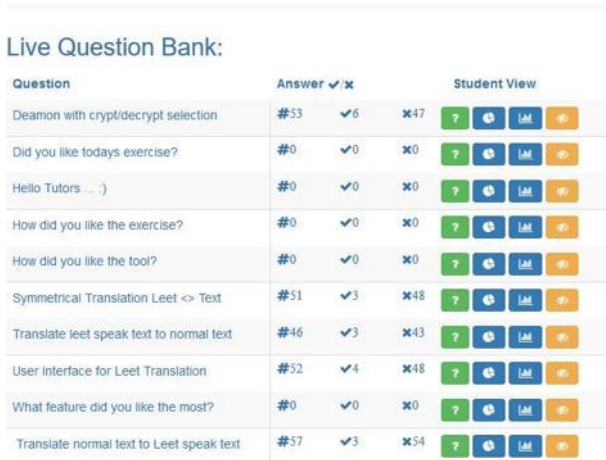 Live Question Bank:
Question Answer ✔/✖ Student View
Deamon with crypt/decrypt selection #53 ✔6 ✖47 ?
Did you like todays exercise? #0 ✔0 ✖0 ?
Hello Tutors ... :) #0 ✔0 ✖0 ?
How did you like the exercise? #0 ✔0 ✖0 ?
How did you like the tool? #0 ✔0 ✖0 ?
Symmetrical Translation Leet <> Text #51 ✔3 ✖48 ?
Translate leet speak text to normal text #46 ✔3 ✖43 ?
User Interface for Leet Translation #52 ✔4 ✖48 ?
What feature did you like the most? #0 ✔0 ✖0 ?
Translate normal text to Leet speak text #57 ✔3 ✖54 ?